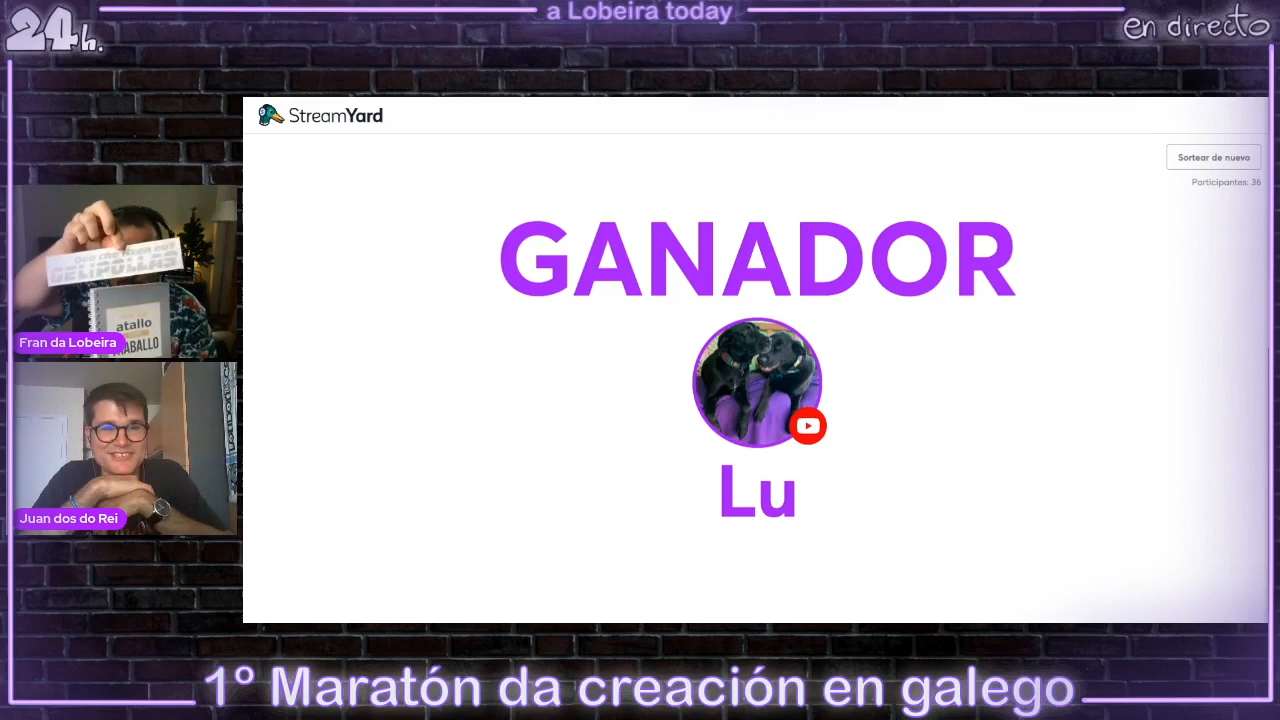 a Lobeira today
24h.
en directo
StreamYard
Sortear de nuevo
Participantes: 36
GANADOR
Lu
atallo
Fran da Lobeira
Juan dos do Rei
1º Maratón da creación en galego